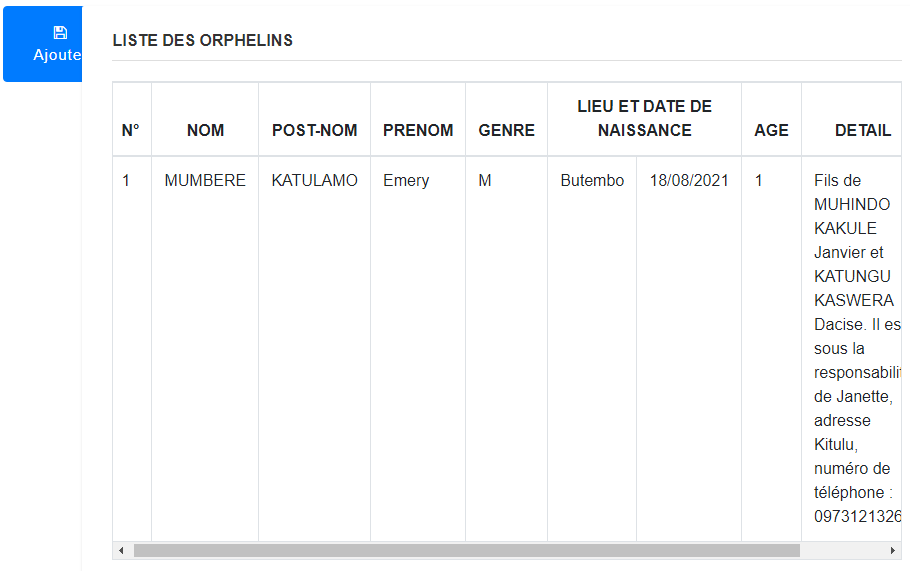 Ajoute
LISTE DES ORPHELINS
N° NOM POST-NOM PRENOM GENRE LIEU ET DATE DE NAISSANCE AGE DETAIL
1 MUMBERE KATULAMO Emery M Butembo 18/08/2021 1 Fils de
MUHINDO
KAKULE
Janvier et
KATUNGU
KASWERA
Dacise. Il es
sous la
responsabilit
de Janette,
adresse
Kitulu,
numéro de
téléphone :
0973121326